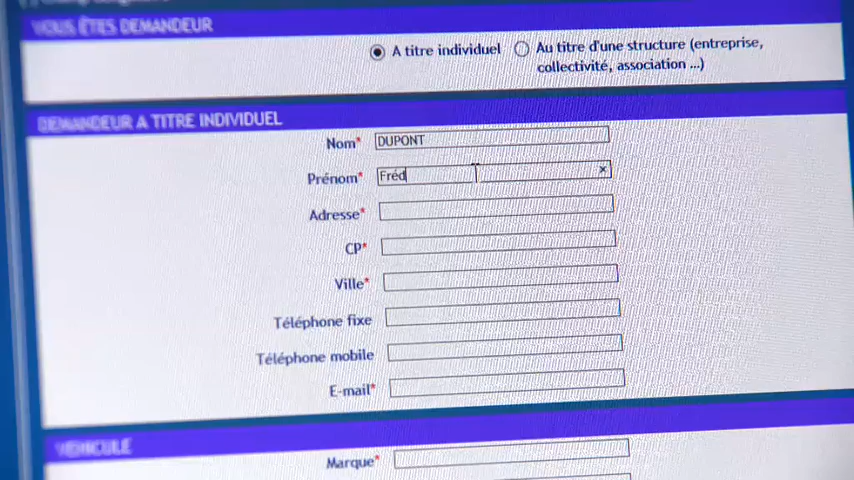 VOUS ÊTES DEMANDEUR
A titre individuel
Au titre d'une structure (entreprise,
collectivité, association ...)
DEMANDEUR A TITRE INDIVIDUEL
Nom* DUPONT
Prénom* Fréd
Adresse*
CP*
Ville*
Téléphone fixe
Téléphone mobile
E-mail*
VÉHICULE
Marque*